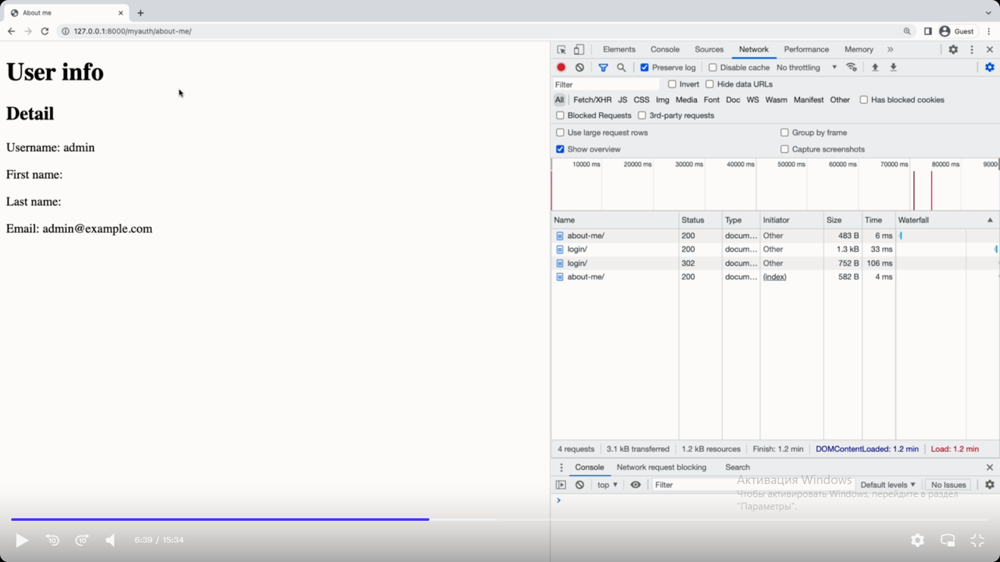 About me
127.0.0.1:8000/myauth/about-me/
Guest
User info
Detail
Username: admin
First name:
Last name:
Email: admin@example.com
Elements Console Sources Network Performance Memory »
Preserve log Disable cache No throttling
Filter Invert Hide data URLs
All Fetch/XHR JS CSS Img Media Font Doc WS Wasm Manifest Other Has blocked cookies
Blocked Requests 3rd-party requests
Use large request rows Group by frame
Show overview Capture screenshots
10000 ms 20000 ms 30000 ms 40000 ms 50000 ms 60000 ms 70000 ms 80000 ms 9000
Name Status Type Initiator Size Time Waterfall
about-me/ 200 docum... Other 483 B 6 ms
login/ 200 docum... Other 1.3 kB 33 ms
login/ 302 docum... Other 752 B 106 ms
about-me/ 200 docum... (index) 582 B 4 ms
4 requests 3.1 kB transferred 1.2 kB resources Finish: 1.2 min DOMContentLoaded: 1.2 min Load: 1.2 min
Console Network request blocking Search
top Filter Default levels No Issues
Активация Windows
Чтобы активировать Windows, перейдите в раздел
"Параметры".
10 10 6:39 / 15:34